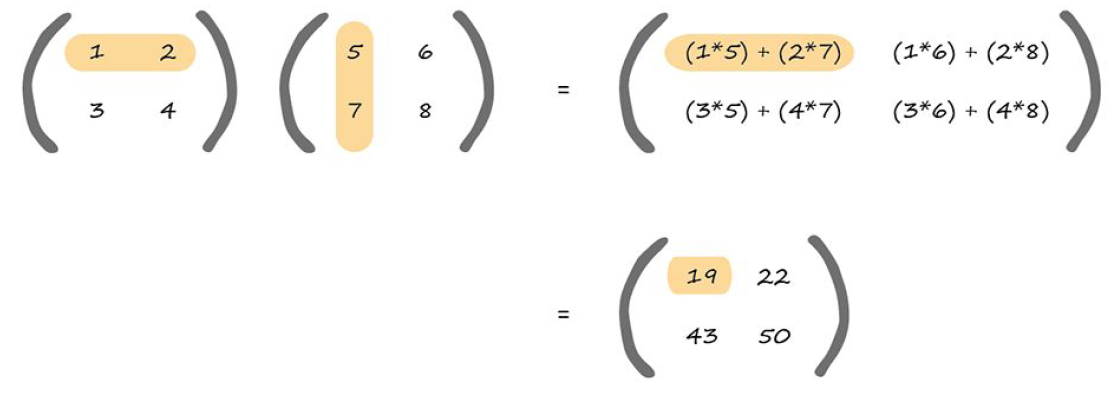 1 2 5 6 = (1*5) + (2*7) (1*6) + (2*8)
3 4 7 8 (3*5) + (4*7) (3*6) + (4*8)
= 19 22
43 50